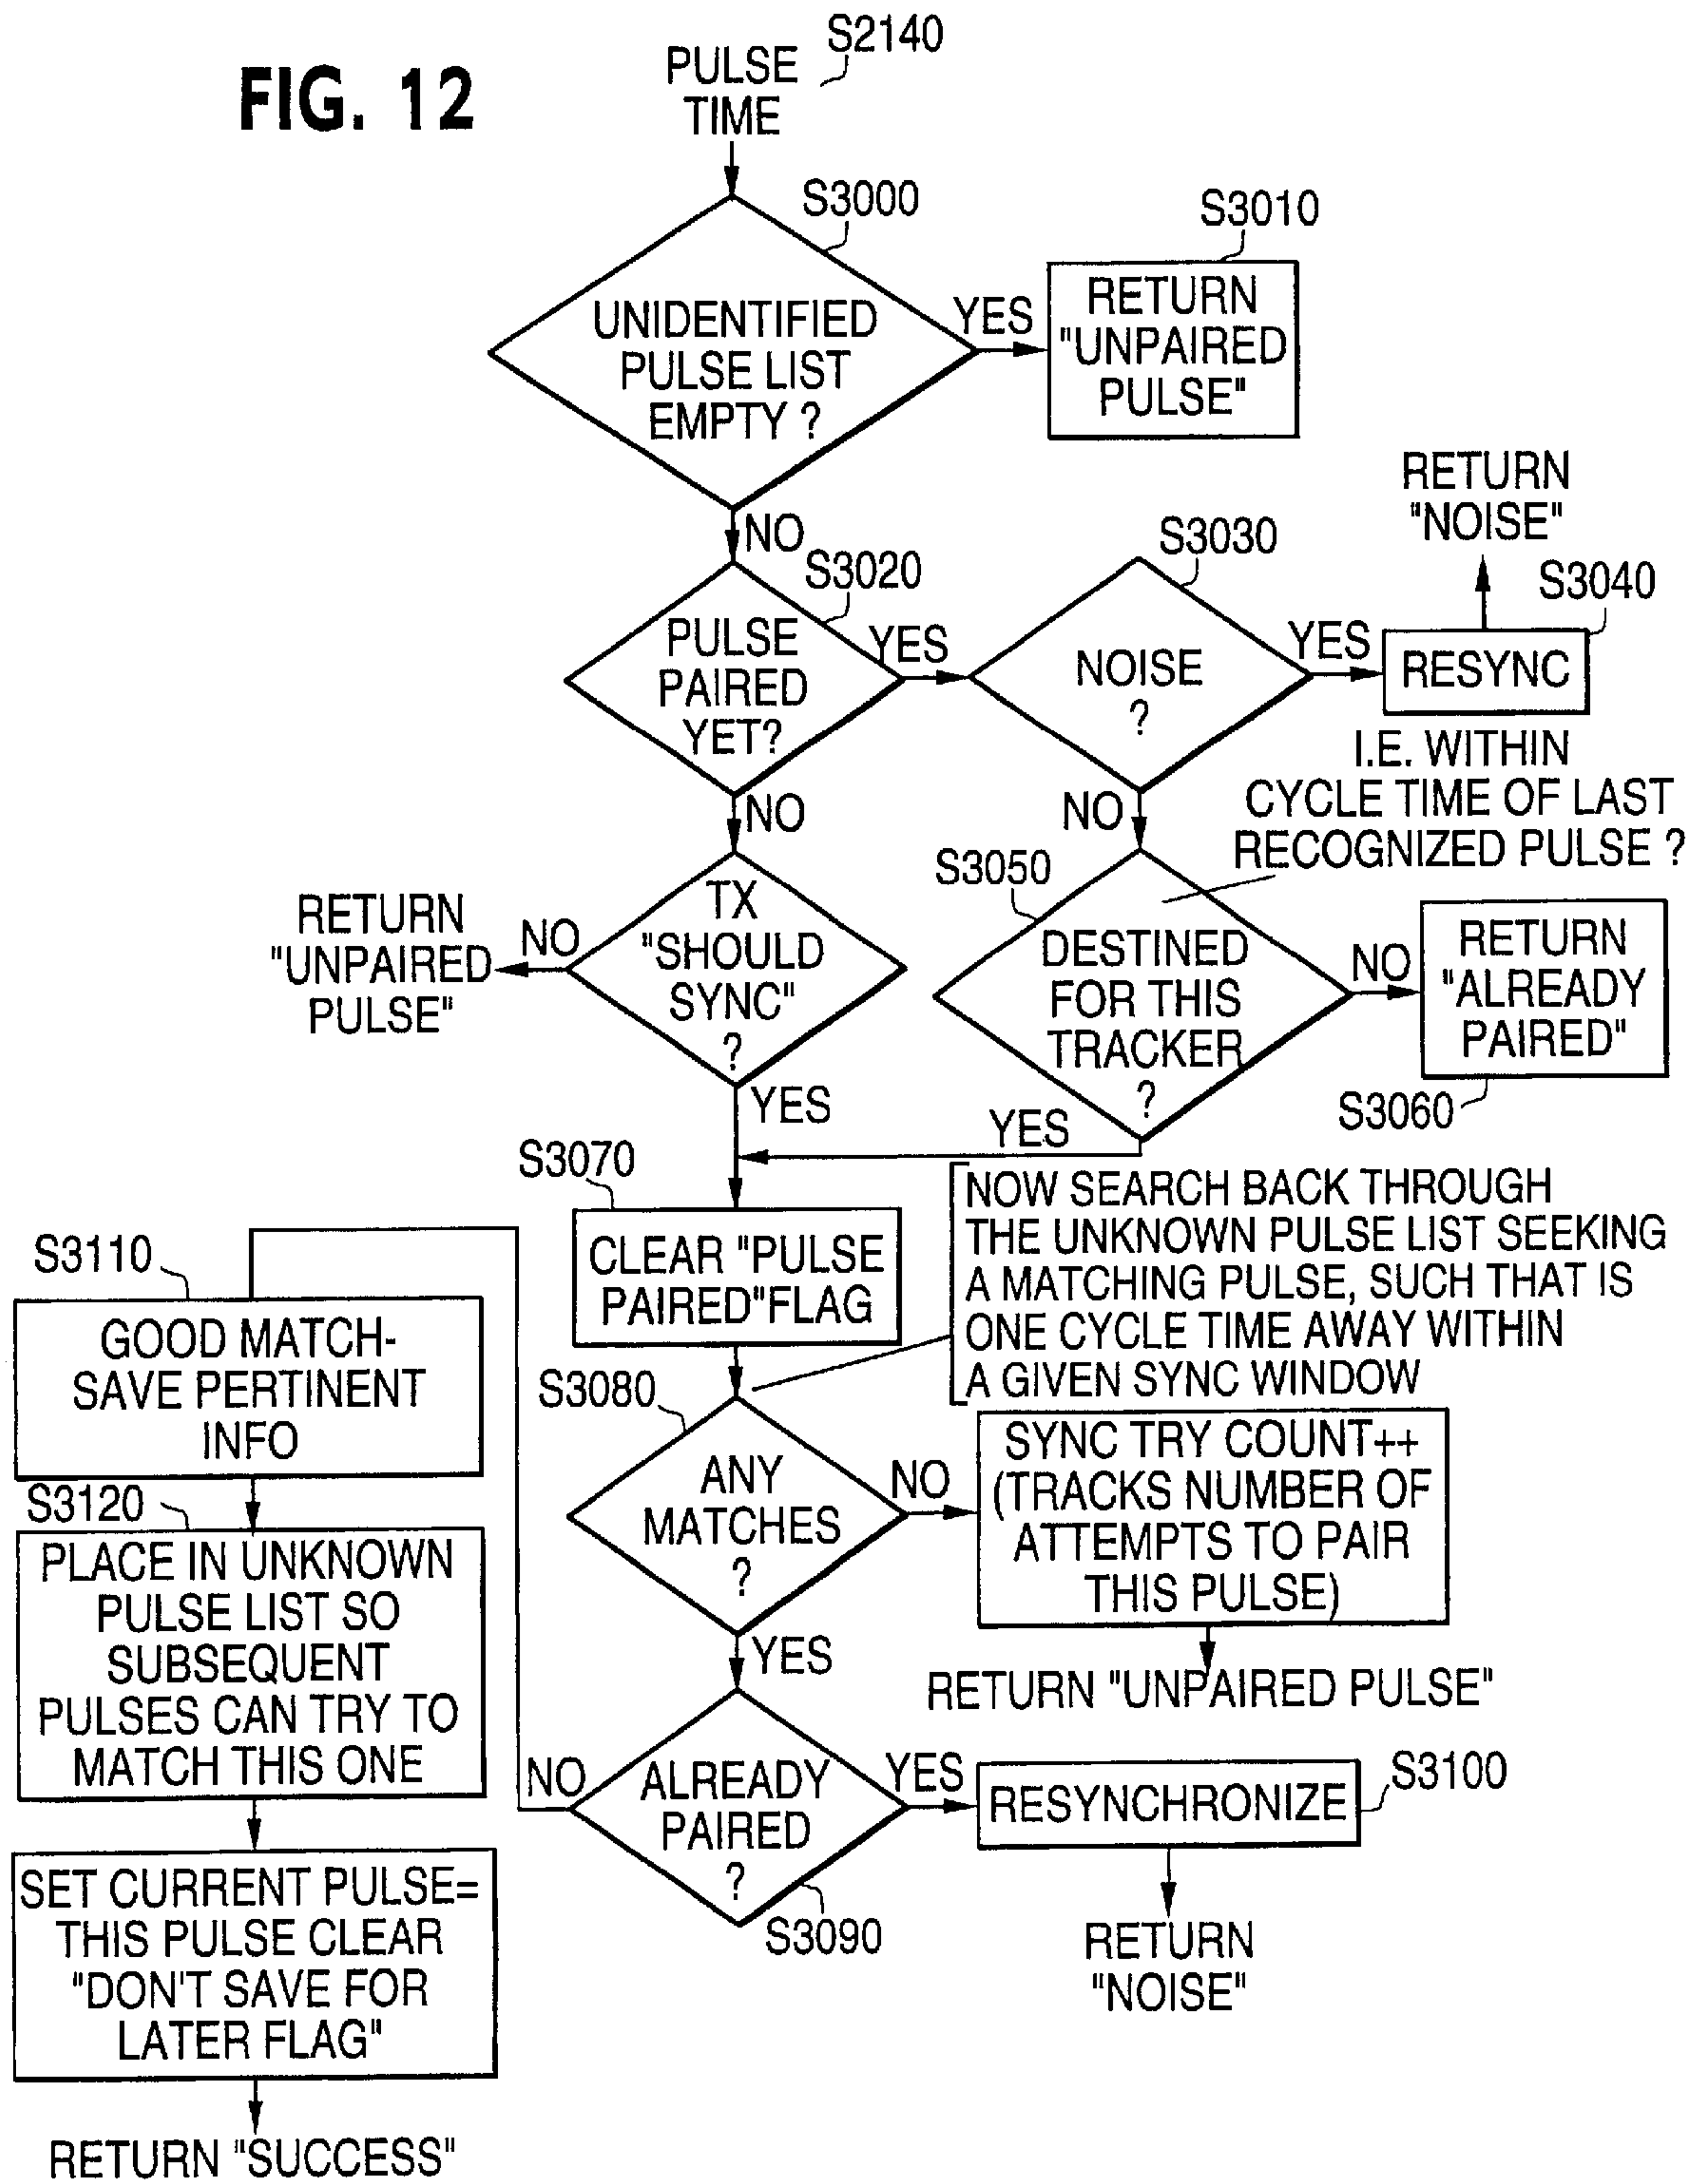 FIG. 12
S2140
PULSE
TIME
S3000
UNIDENTIFIED
PULSE LIST
EMPTY ?
YES
S3010
RETURN
"UNPAIRED
PULSE"
NO
S3020
PULSE
PAIRED
YET?
YES
S3030
NOISE
?
YES
RETURN
"NOISE"
S3040
RESYNC
I.E. WITHIN
CYCLE TIME OF LAST
RECOGNIZED PULSE ?
NO
NO
RETURN
"UNPAIRED
PULSE"
NO
TX
"SHOULD
SYNC"
?
YES
S3050
DESTINED
FOR THIS
TRACKER
?
NO
RETURN
"ALREADY
PAIRED"
S3060
YES
S3070
CLEAR "PULSE
PAIRED"FLAG
NOW SEARCH BACK THROUGH
THE UNKNOWN PULSE LIST SEEKING
A MATCHING PULSE, SUCH THAT IS
ONE CYCLE TIME AWAY WITHIN
A GIVEN SYNC WINDOW
S3080
ANY
MATCHES
?
NO
SYNC TRY COUNT++
(TRACKS NUMBER OF
ATTEMPTS TO PAIR
THIS PULSE)
RETURN "UNPAIRED PULSE"
YES
NO
ALREADY
PAIRED
?
S3090
YES
RESYNCHRONIZE
S3100
RETURN
"NOISE"
S3110
GOOD MATCH-
SAVE PERTINENT
INFO
S3120
PLACE IN UNKNOWN
PULSE LIST SO
SUBSEQUENT
PULSES CAN TRY TO
MATCH THIS ONE
SET CURRENT PULSE=
THIS PULSE CLEAR
"DON'T SAVE FOR
LATER FLAG"
RETURN "SUCCESS"